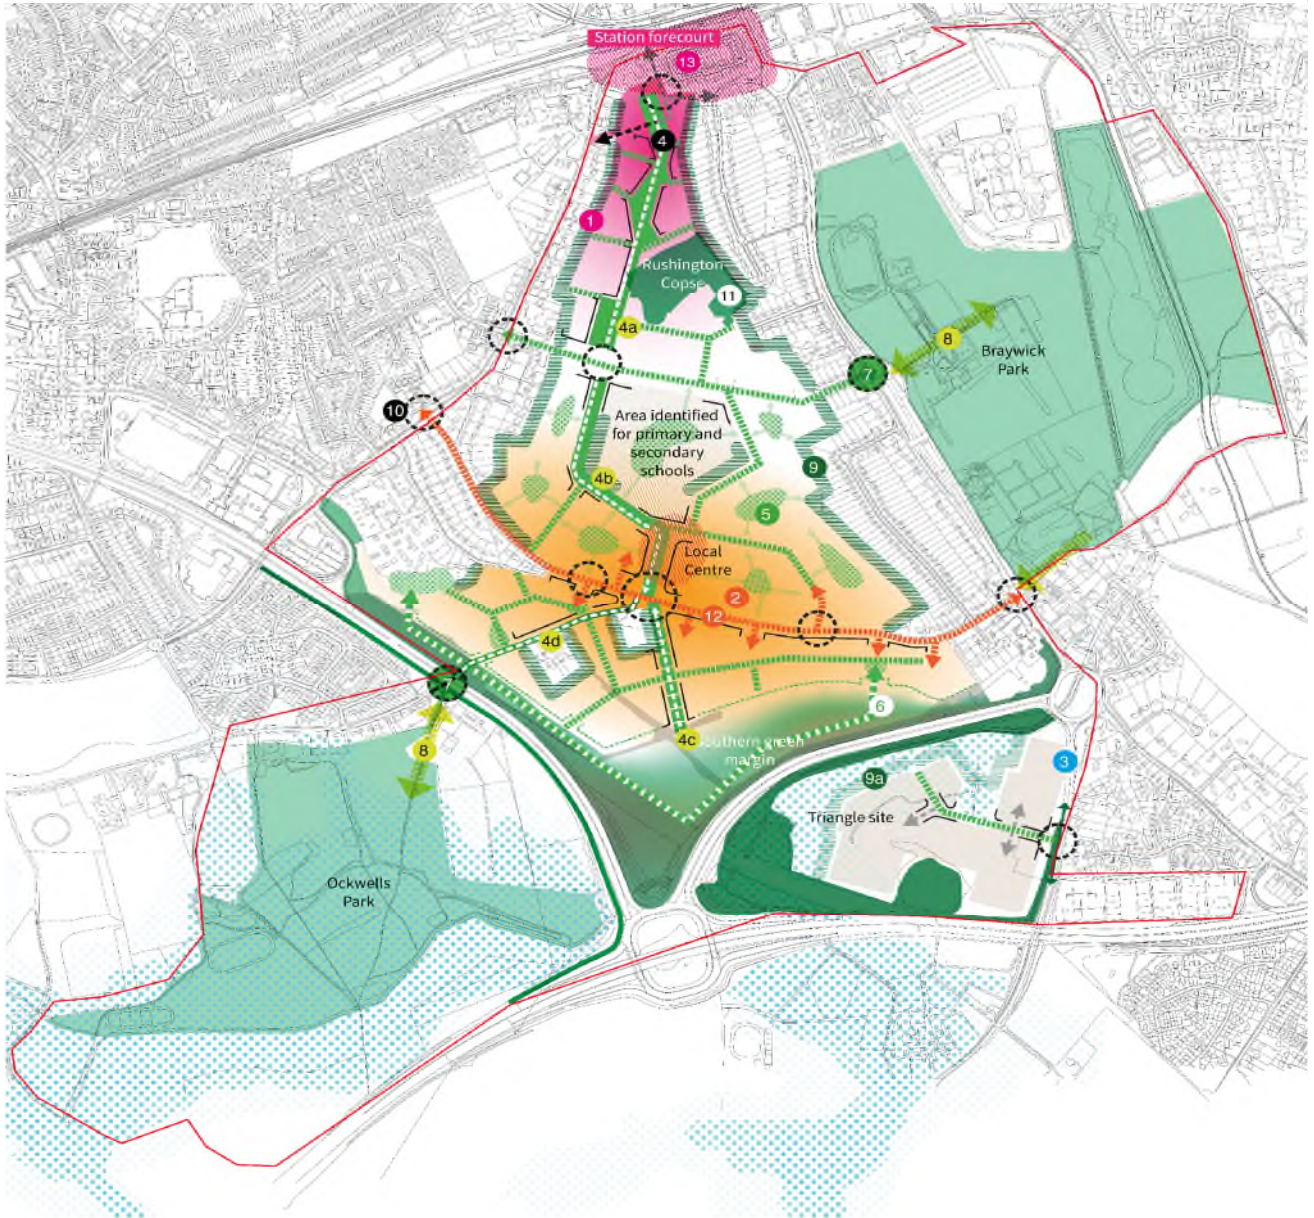 Station forecourt
13
4
1
Rushington
Copse
11
4a
8
7
Braywick
Park
10
Area identified
for primary and
secondary
schools
4b
9
5
Local
Centre
2
12
4d
6
4c
southern green
margin
8
3
9a
Triangle site
Ockwells
Park